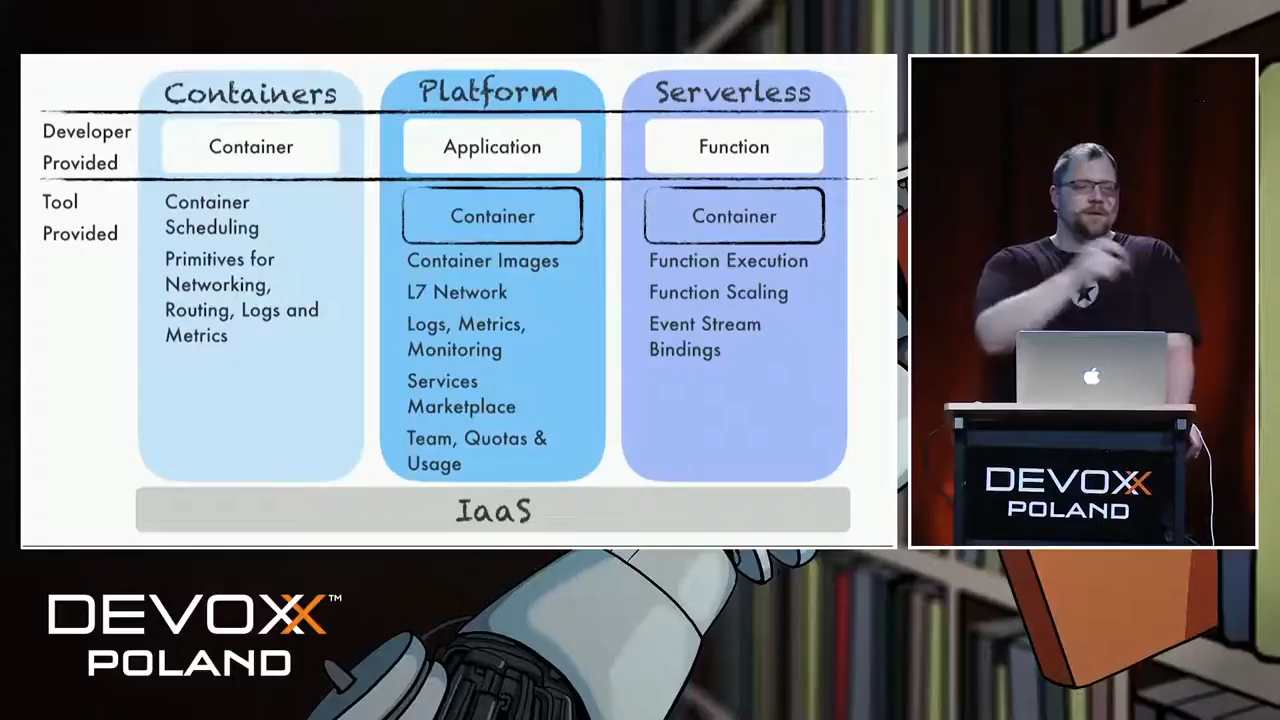 Containers
Platform
Serverless
Developer
Provided
Container
Application
Function
Tool
Provided
Container
Scheduling
Primitives for
Networking,
Routing, Logs and
Metrics
Container
Container Images
L7 Network
Logs, Metrics,
Monitoring
Services
Marketplace
Team, Quotas &
Usage
Container
Function Execution
Function Scaling
Event Stream
Bindings
IaaS
DEVOXX
POLAND
DEVOXX™
POLAND